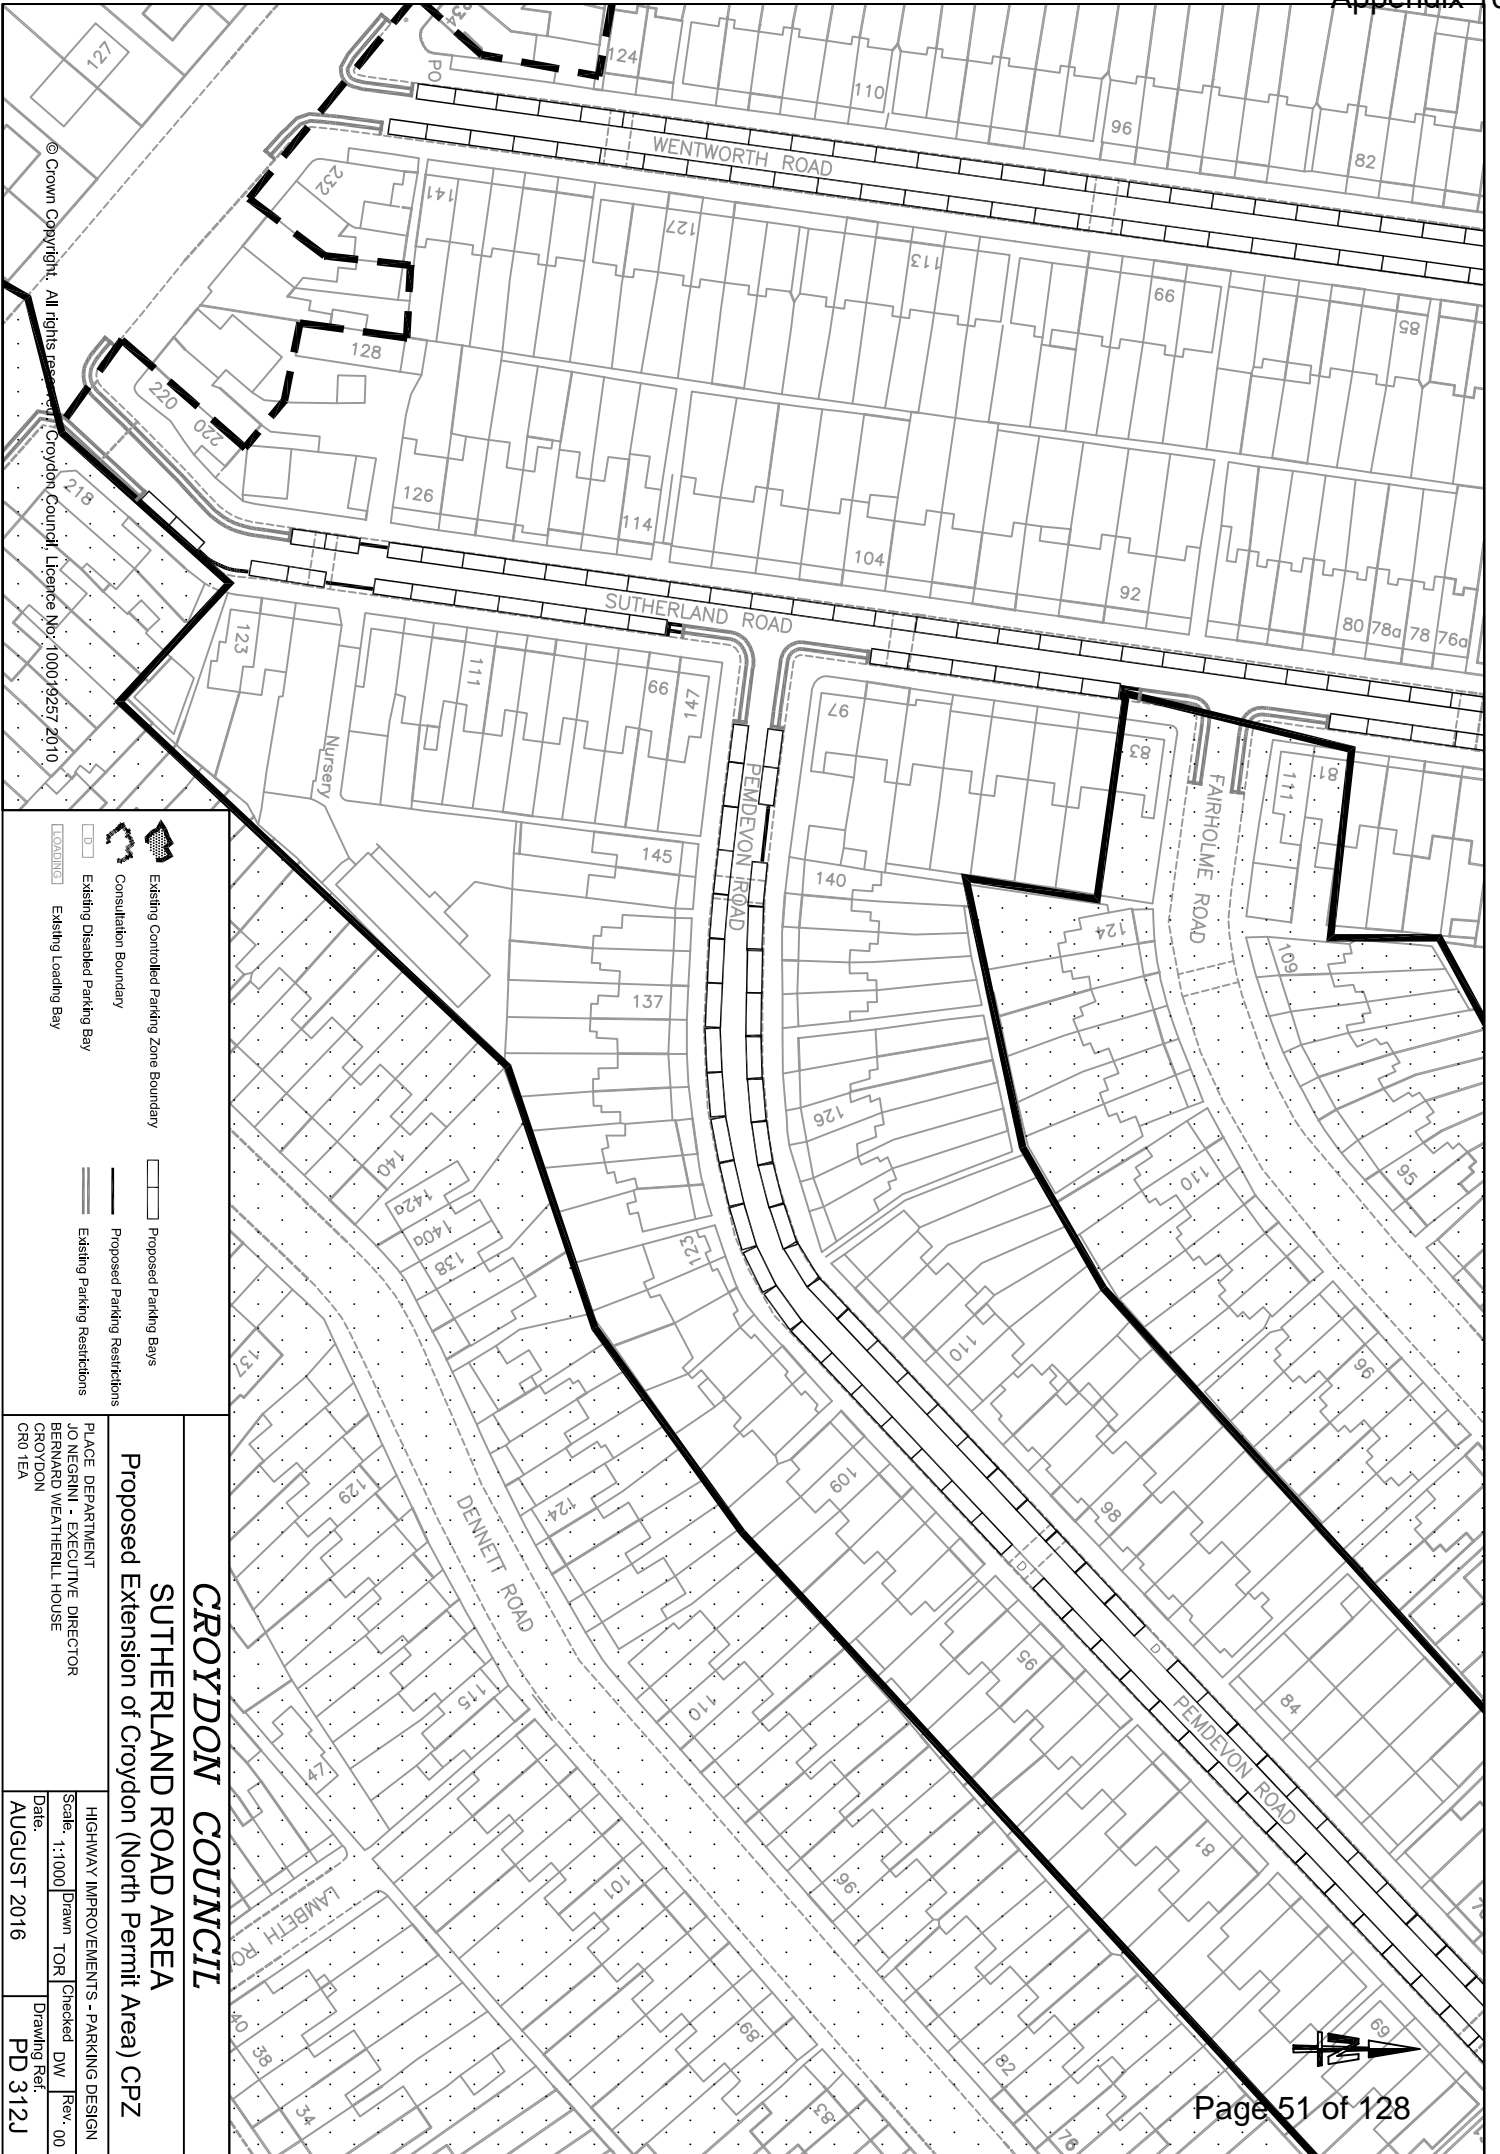 Appendix
Page 51 of 128
WENTWORTH ROAD
SUTHERLAND ROAD
PEMDEVON ROAD
PEMDEVON ROAD
FAIRHOLME ROAD
DENNETT ROAD
LAMBETH RO
Nursery
PO
127
234
124
110
96
82
232
141
127
113
99
85
128
220
220
218
126
114
104
92
80
78a
78
76a
123
111
99
147
97
83
111
81
145
140
124
109
137
126
110
95
140
142a
140a
138
123
110
96
137
129
124
109
98
D
D
115
110
95
84
47
101
96
81
40
38
34
89
83
82
76
69
© Crown Copyright. All rights reserved. Croydon Council, Licence No: 100019257 2010
Existing Controlled Parking Zone Boundary
Consultation Boundary
D
Existing Disabled Parking Bay
LOADING
Existing Loading Bay
Proposed Parking Bays
Proposed Parking Restrictions
Existing Parking Restrictions
CROYDON COUNCIL
SUTHERLAND ROAD AREA
Proposed Extension of Croydon (North Permit Area) CPZ
PLACE DEPARTMENT
JO NEGRINI - EXECUTIVE DIRECTOR
BERNARD WEATHERILL HOUSE
CROYDON
CR0 1EA
HIGHWAY IMPROVEMENTS - PARKING DESIGN
Scale. 1:1000 Drawn TOR Checked DW Rev. 00
Date. AUGUST 2016
Drawing Ref. PD 312J
N